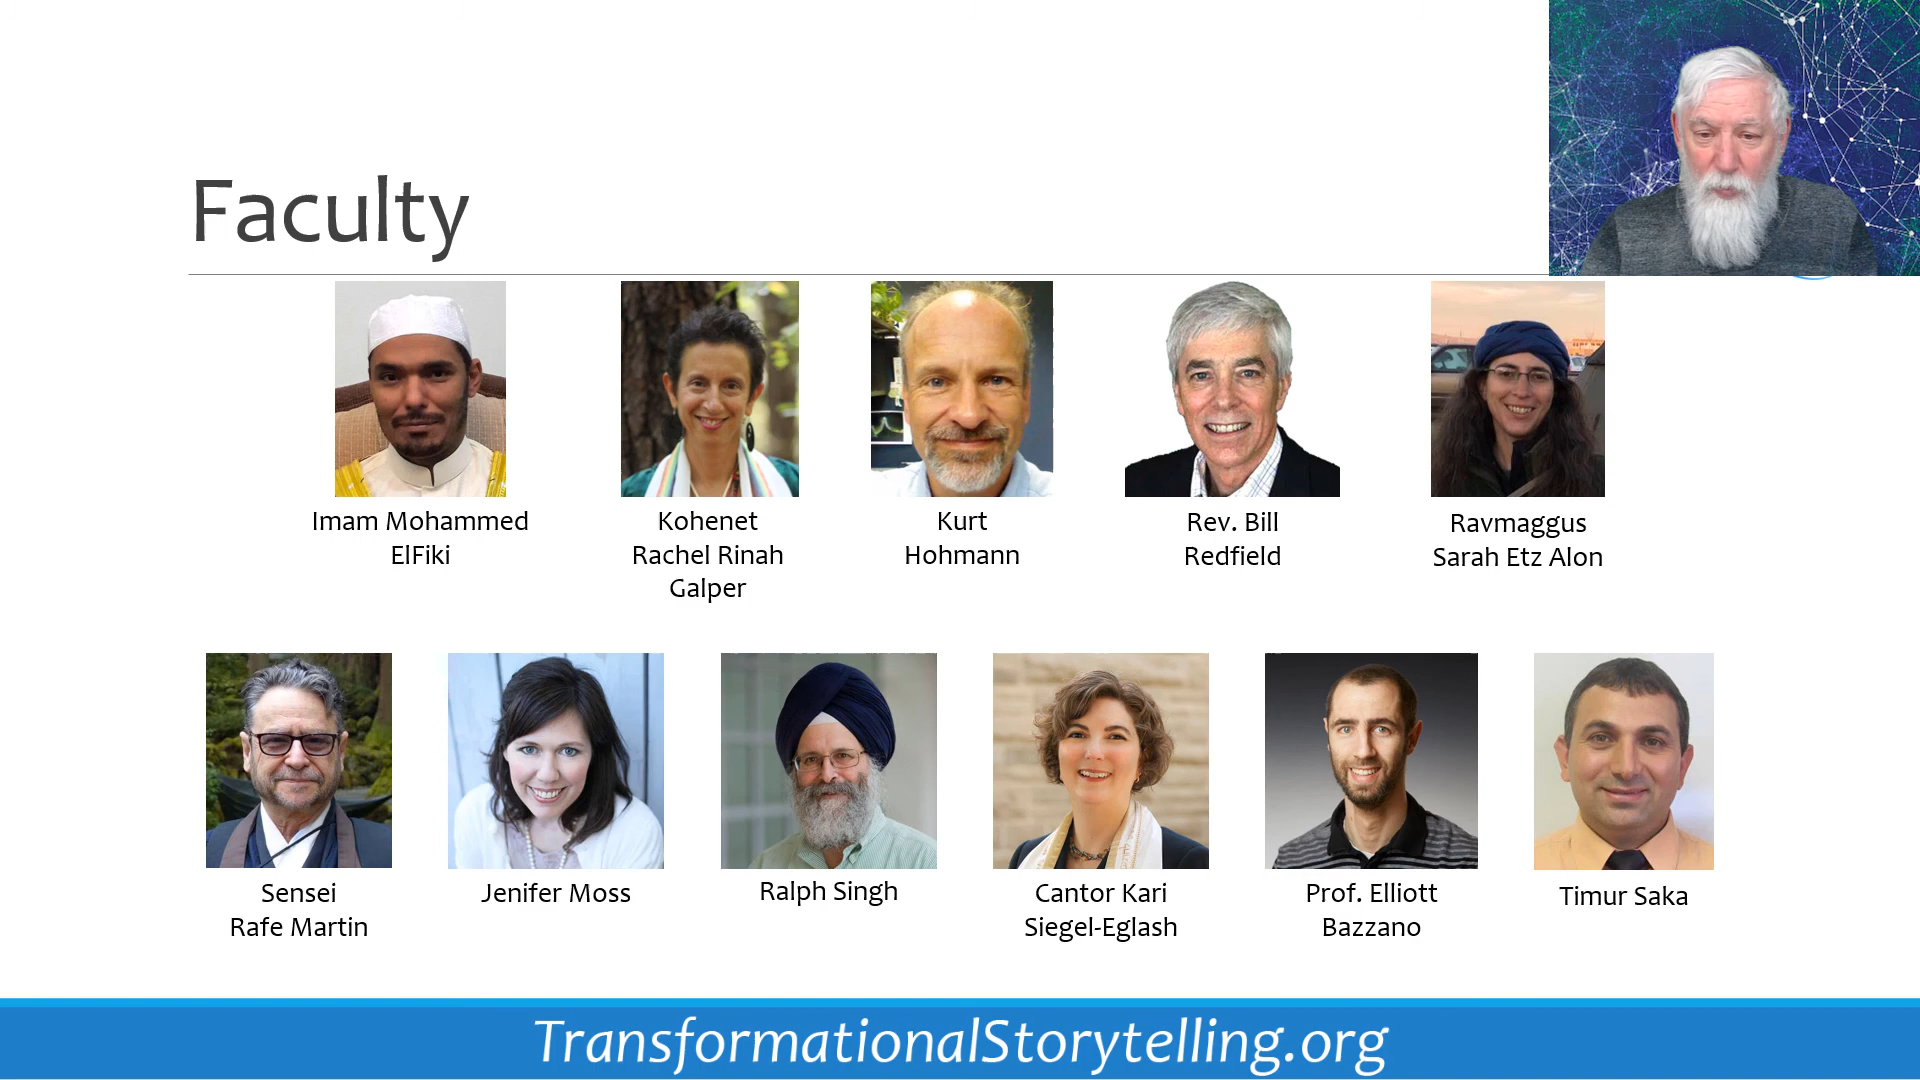 Faculty
Imam Mohammed
ElFiki
Kohenet
Rachel Rinah
Galper
Kurt
Hohmann
Rev. Bill
Redfield
Ravmaggus
Sarah Etz Alon
Sensei
Rafe Martin
Jenifer Moss
Ralph Singh
Cantor Kari
Siegel-Eglash
Prof. Elliott
Bazzano
Timur Saka
TransformationalStorytelling.org